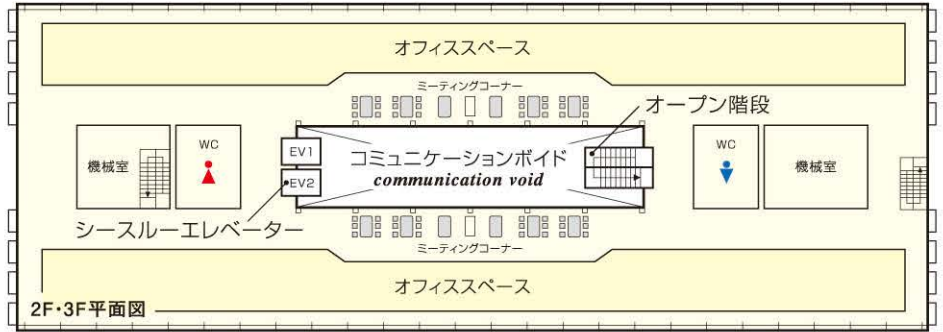 オフィススペース
ミーティングコーナー
オープン階段
機械室
WC
EV1
コミュニケーションボイド
communication void
WC
機械室
EV2
シースルーエレベーター
ミーティングコーナー
オフィススペース
2F・3F平面図